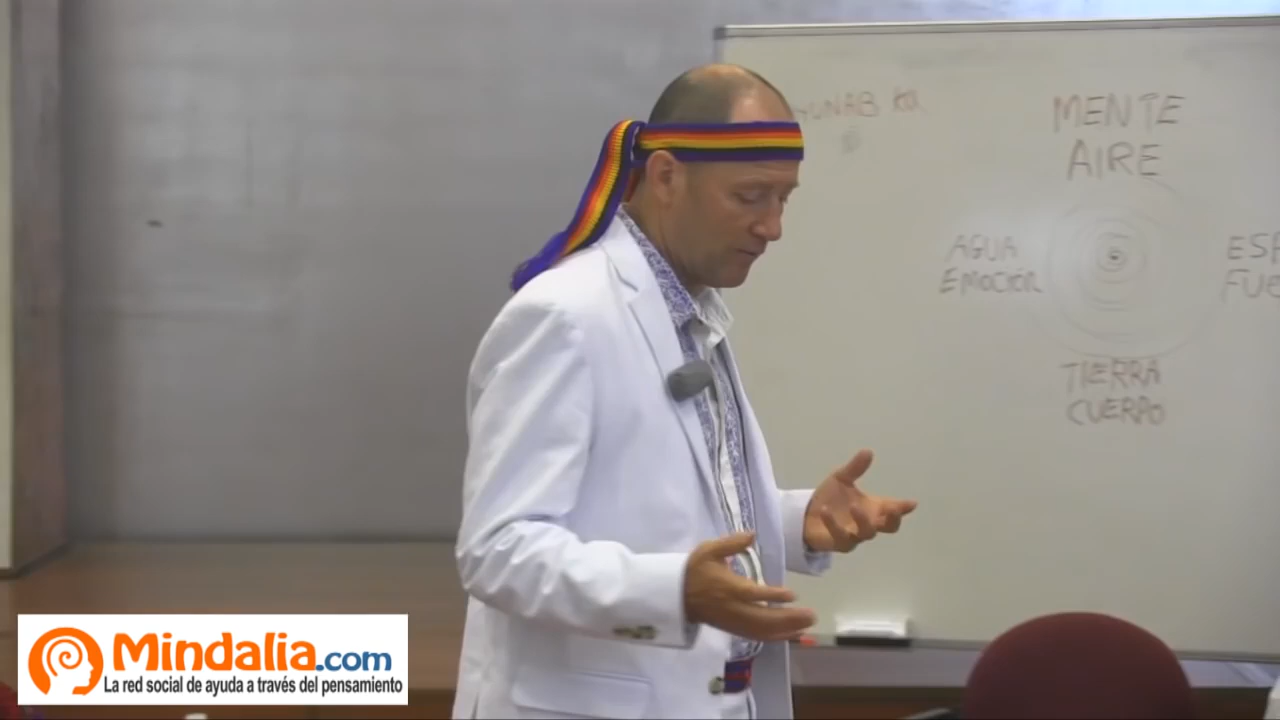 HUNAB KU
MENTE
AIRE
AGUA
EMOCIÓN
TIERRA
CUERPO
Mindalia.com
La red social de ayuda a través del pensamiento